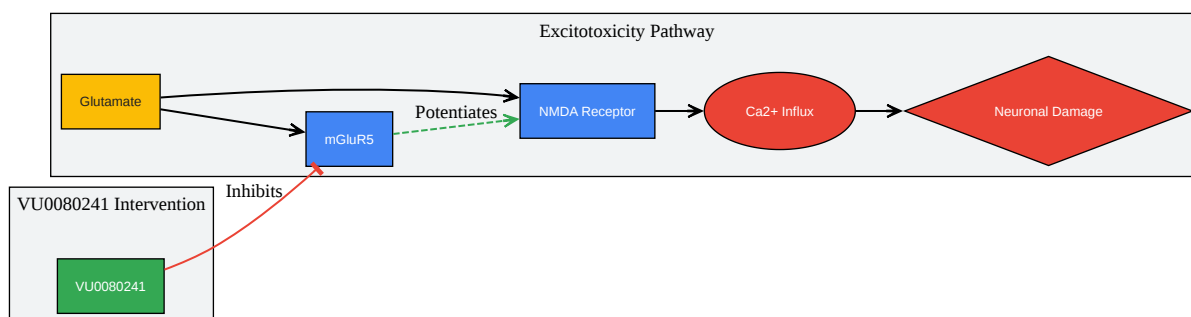 Excitotoxicity Pathway
Glutamate
Potentiates
NMDA Receptor
Ca2+ Influx
Neuronal Damage
mGluR5
Inhibits
VU0080241 Intervention
VU0080241